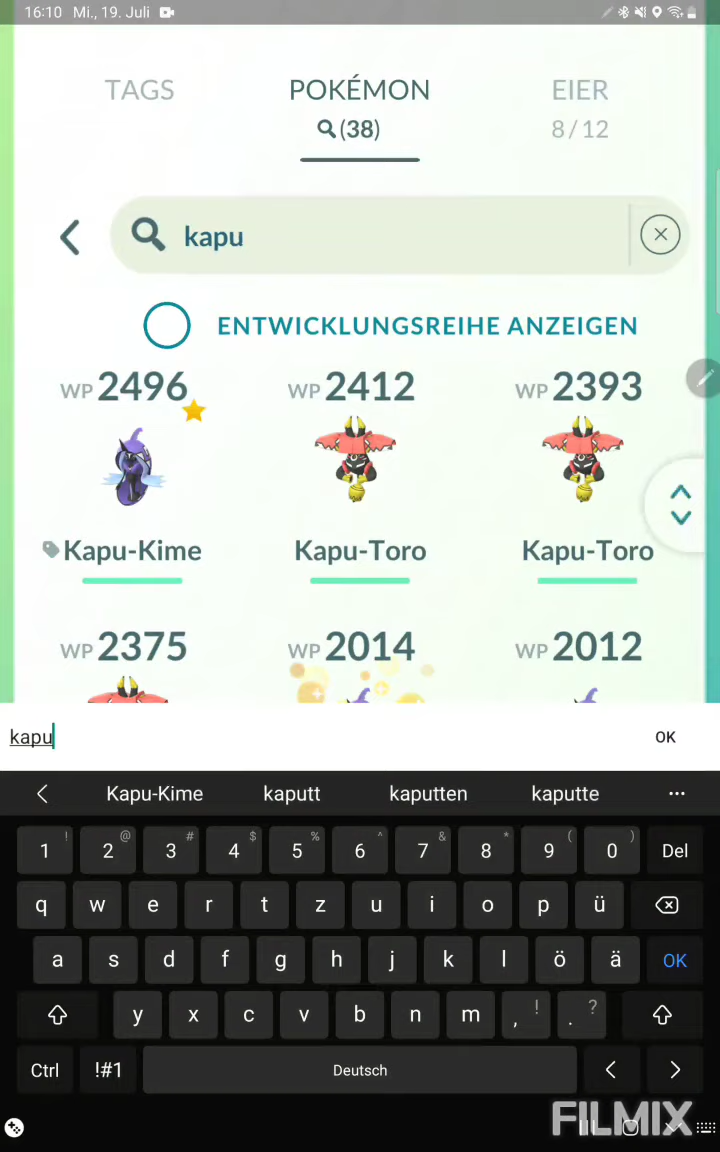 16:10 Mi., 19. Juli
TAGS POKÉMON EIER
(38) 8/12
kapu
ENTWICKLUNGSREIHE ANZEIGEN
WP 2496 WP 2412 WP 2393
Kapu-Kime Kapu-Toro Kapu-Toro
WP 2375 WP 2014 WP 2012
kapu OK
Kapu-Kime kaputt kaputten kaputte ...
! @ # $ % ^ & * ( )
1 2 3 4 5 6 7 8 9 0 Del
q w e r t z u i o p ü
a s d f g h j k l ö ä OK
y x c v b n m , ! . ?
Ctrl !#1 Deutsch < >
FILMIX